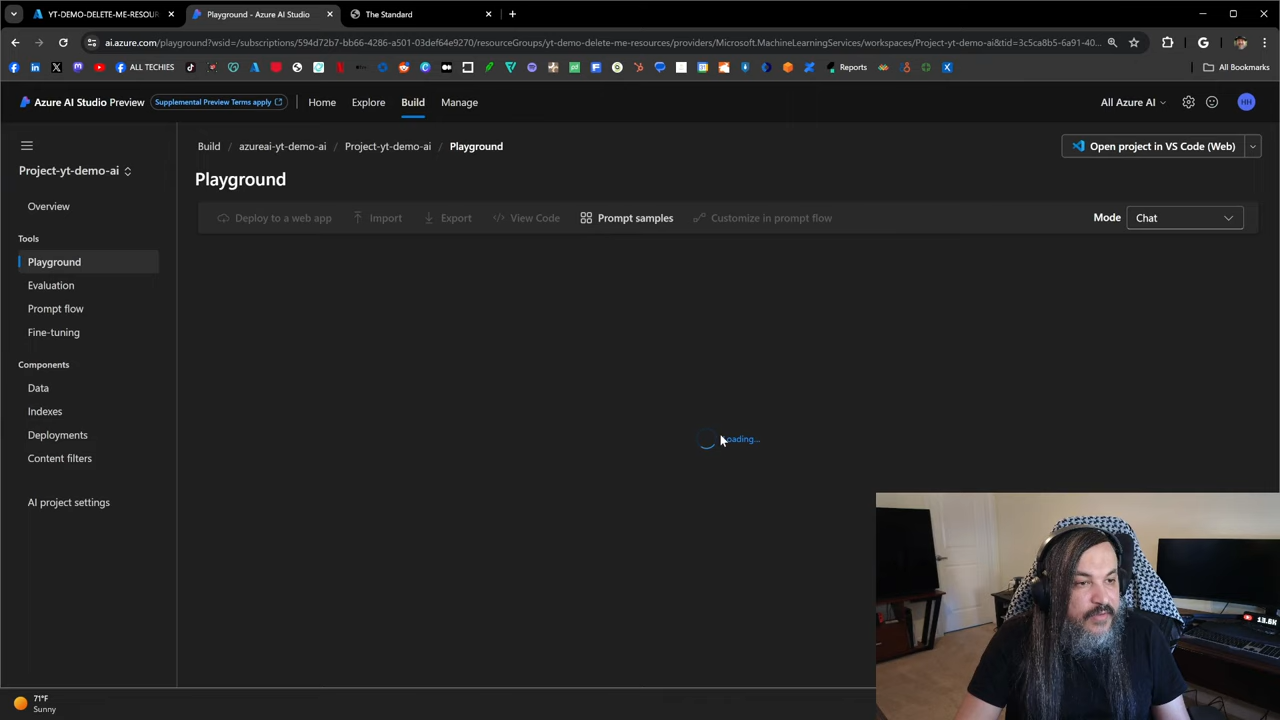 YT-DEMO-DELETE-ME-RESOUR
Playground - Azure AI Studio
The Standard
ai.azure.com/playground?wsid=/subscriptions/594d72b7-bb66-4286-a501-03def64e9270/resourceGroups/yt-demo-delete-me-resources/providers/Microsoft.MachineLearningServices/workspaces/Project-yt-demo-ai&tid=3c5ca8b5-6a91-40...
ALL TECHIES
Reports
All Bookmarks
Azure AI Studio Preview
Supplemental Preview Terms apply
Home
Explore
Build
Manage
All Azure AI
HH
Build / azureai-yt-demo-ai / Project-yt-demo-ai / Playground
Open project in VS Code (Web)
Project-yt-demo-ai
Playground
Overview
Deploy to a web app
Import
Export
View Code
Prompt samples
Customize in prompt flow
Mode
Chat
Tools
Playground
Evaluation
Prompt flow
Fine-tuning
Components
Data
Indexes
Deployments
Content filters
AI project settings
oading...
13.6K
71°F
Sunny